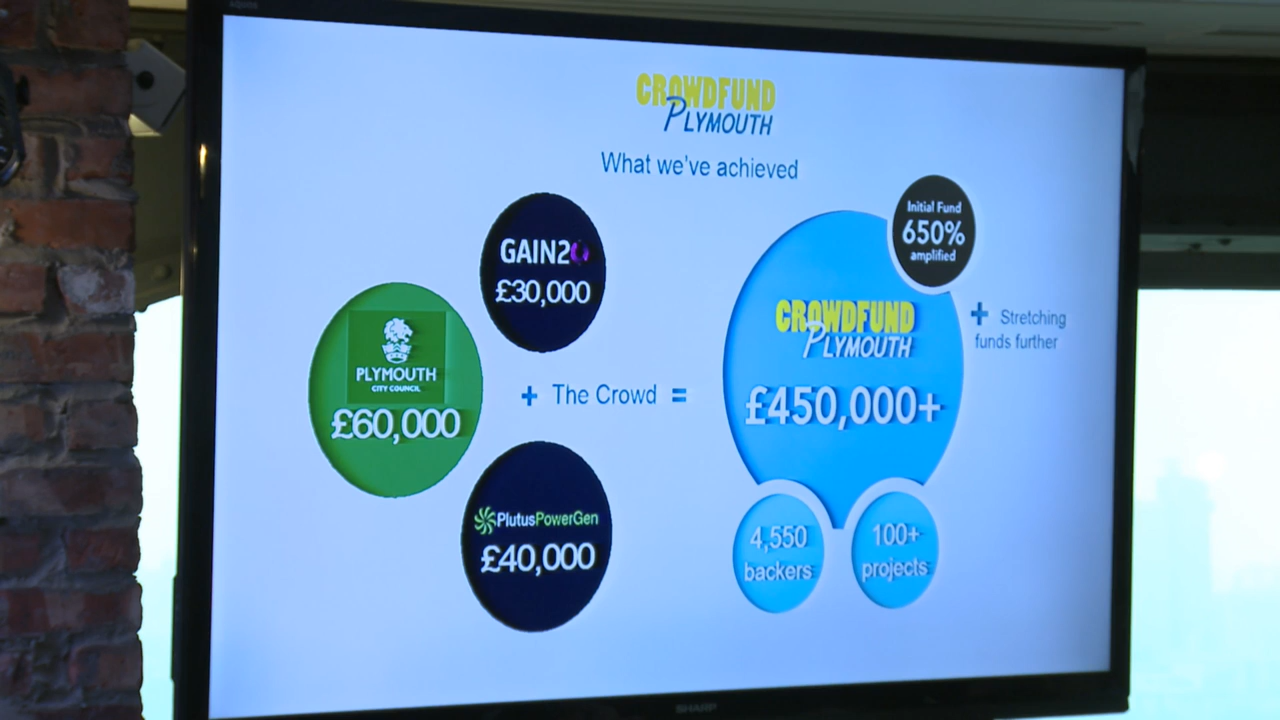 CROWDFUND
PLYMOUTH
What we've achieved
GAIN20
£30,000
PLYMOUTH
CITY COUNCIL
£60,000
PlutusPowerGen
£40,000
+ The Crowd =
Initial Fund
650%
amplified
CROWDFUND
PLYMOUTH
£450,000+
4,550
backers
100+
projects
+ Stretching
funds further
SHARP